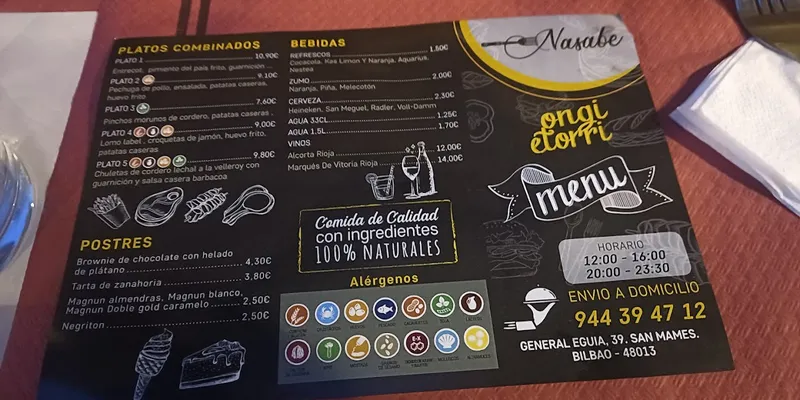 PLATOS COMBINADOS
PLATO 1 10,90€
Entrecot, pimiento del país frito, guarnición
PLATO 2 9.10€
Pechuga de pollo, ensalada, patatas caseras, huevo frito
PLATO 3 7.60€
Pinchos morunos de cordero, patatas caseras
PLATO 4 9,00€
Lomo label, croquetas de jamón, huevo frito, patatas caseras
PLATO 5 9,80€
Chuletas de cordero lechal a la velleroy con guarnición y salsa casera barbacoa
POSTRES
Brownie de chocolate con helado
de plátano 4,30€
Tarta de zanahoria 3.80€
Magnun almendras, Magnun blanco,
Magnun Doble gold caramelo 2,50€
Negriton 2,50€
BEBIDAS
REFRESCOS 1.50€
Cocacola, Kas Limon Y Naranja, Aquarius,
Nestea
ZUMO 2,00€
Naranja, Piña, Melocotón
CERVEZA 2.30€
Heineken, San Meguel, Radler, Voll-Damm
AGUA 33CL 1.25€
AGUA 1.5L 1.70€
VINOS
Alcorta Rioja 12,00€
Marqués De Vitoria Rioja 14,00€
Comida de Calidad
con ingredientes
100% NATURALES
Alérgenos
Nasabe
ongi
etorri
menu
HORARIO
12:00 - 16:00
20:00 - 23:30
ENVIO A DOMICILIO
944 39 47 12
GENERAL EGUIA, 39. SAN MAMES.
BILBAO - 48013